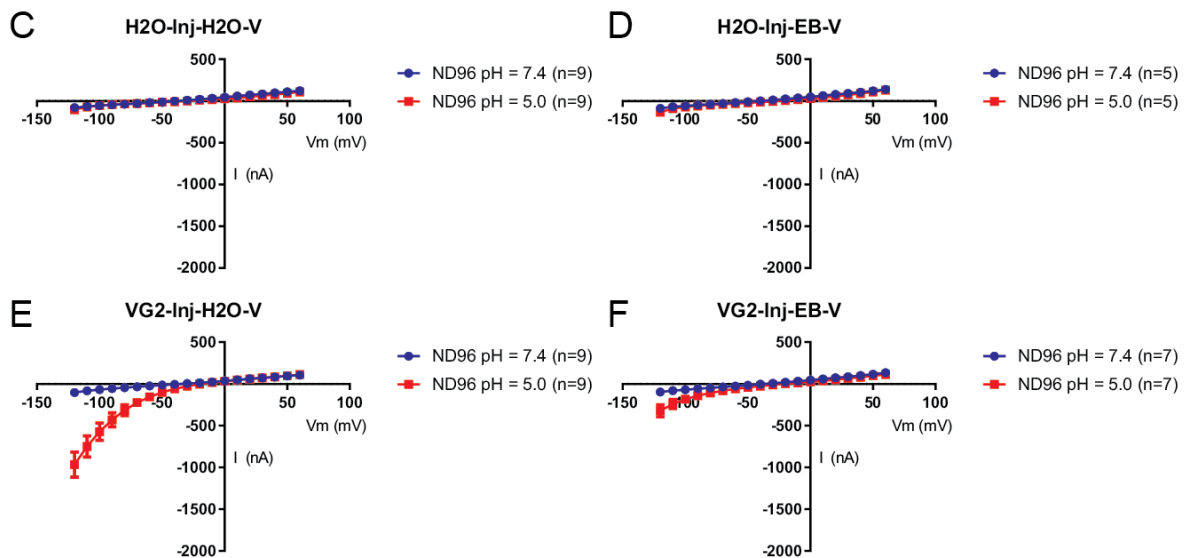 C
H2O-Inj-H2O-V
500
-150
-100
-50
50
100
Vm (mV)
-500
I (nA)
-1000
-1500
-2000
ND96 pH = 7.4 (n=9)
ND96 pH = 5.0 (n=9)
D
H2O-Inj-EB-V
500
-150
-100
-50
50
100
Vm (mV)
-500
I (nA)
-1000
-1500
-2000
ND96 pH = 7.4 (n=5)
ND96 pH = 5.0 (n=5)
E
VG2-Inj-H2O-V
500
-150
-100
-50
50
100
Vm (mV)
-500
I (nA)
-1000
-1500
-2000
ND96 pH = 7.4 (n=9)
ND96 pH = 5.0 (n=9)
F
VG2-Inj-EB-V
500
-150
-100
-50
50
100
Vm (mV)
-500
I (nA)
-1000
-1500
-2000
ND96 pH = 7.4 (n=7)
ND96 pH = 5.0 (n=7)